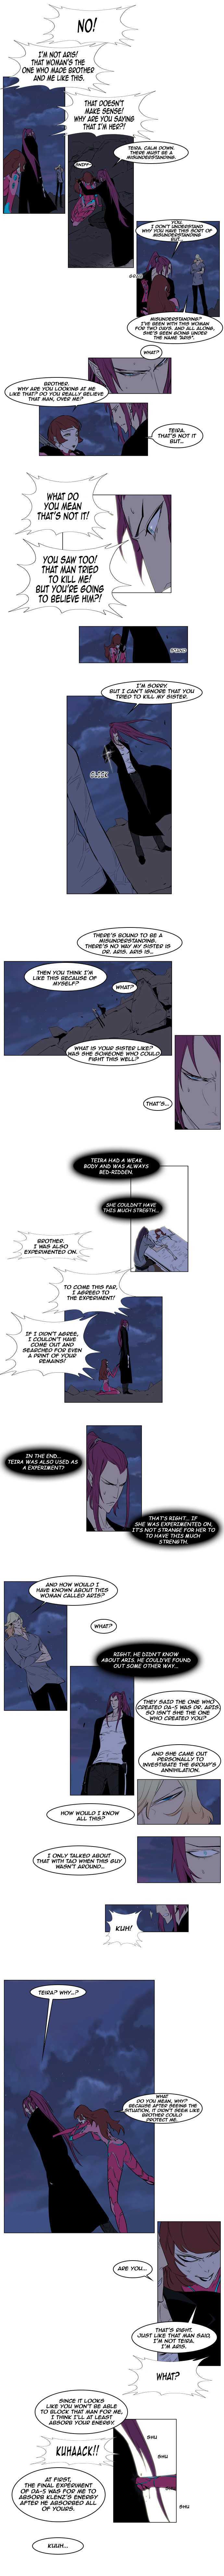 NO!
I'M NOT ARIS!
THAT WOMAN'S THE
ONE WHO MADE BROTHER
AND ME LIKE THIS.
THAT DOESN'T
MAKE SENSE!
WHY ARE YOU SAYING
THAT I'M HER?!
TEIRA, CALM DOWN.
THERE MUST BE A
MISUNDERSTANDING.
SNIFF
YOU.
I DON'T UNDERSTAND
WHY YOU HAVE THIS SORT OF
MISUNDERSTANDING
BUT...
MISUNDERSTANDING?
I'VE BEEN WITH THIS WOMAN
FOR TWO DAYS. AND ALL ALONG,
SHE'S BEEN GOING UNDER
THE NAME 'ARIS'.
WHAT?
BROTHER.
WHY ARE YOU LOOKING AT ME
LIKE THAT? DO YOU REALLY BELIEVE
THAT MAN, OVER ME?
TEIRA.
THAT'S NOT IT
BUT...
WHAT DO
YOU MEAN
THAT'S NOT IT!
YOU SAW TOO!
THAT MAN TRIED
TO KILL ME!
BUT YOU'RE GOING
TO BELIEVE HIM?!
STAND
I'M SORRY.
BUT I CAN'T IGNORE THAT YOU
TRIED TO KILL MY SISTER.
CLICK
THERE'S BOUND TO BE A
MISUNDERSTANDING.
THERE'S NO WAY MY SISTER IS
DR. ARIS. ARIS IS...
THEN YOU THINK I'M
LIKE THIS BECAUSE OF
MYSELF?
WHAT?
WHAT IS YOUR SISTER LIKE?
WAS SHE SOMEONE WHO COULD
FIGHT THIS WELL?
THAT'S...
TEIRA HAD A WEAK
BODY AND WAS ALWAYS
BED-RIDDEN.
SHE COULDN'T HAVE
THIS MUCH STREGTH...
BROTHER.
I WAS ALSO
EXPERIMENTED ON.
TO COME THIS FAR,
I AGREED TO
THE EXPERIMENT!
IF I DIDN'T AGREE,
I COULDN'T HAVE
COME OUT AND
SEARCHED FOR EVEN
A PRINT OF YOUR
REMAINS!
IN THE END...
TEIRA WAS ALSO USED AS
A EXPERIMENT?
THAT'S RIGHT... IF
SHE WAS EXPERIMENTED ON,
IT'S NOT STRANGE FOR HER TO
TO HAVE THIS MUCH
STRENGTH.
AND HOW WOULD I
HAVE KNOWN ABOUT THIS
WOMAN CALLED ARIS?
WHAT?
RIGHT. HE DIDN'T KNOW
ABOUT ARIS. HE COULD'VE FOUND
OUT SOME OTHER WAY...
THEY SAID THE ONE WHO
CREATED DA-5 WAS DR. ARIS
SO ISN'T SHE THE ONE
WHO CREATED YOU?
AND SHE CAME OUT
PERSONALLY TO
INVESTIGATE THE GROUP'S
ANNIHILATION.
HOW WOULD I KNOW
ALL THIS?
I ONLY TALKED ABOUT
THAT WITH TAO WHEN THIS GUY
WASN'T AROUND...
KUH!
TEIRA? WHY...?
WHAT
DO YOU MEAN, WHY?
BECAUSE AFTER SEEING THE
SITUATION, IT DIDN'T SEEM LIKE
BROTHER COULD
PROTECT ME.
ARE YOU...
THAT'S RIGHT.
JUST LIKE THAT MAN SAID,
I'M NOT TEIRA.
I'M ARIS.
WHAT?
SINCE IT LOOKS
LIKE YOU WON'T BE ABLE
TO BLOCK THAT MAN FOR ME,
I THINK I'LL AT LEAST
ABSORB YOUR ENERGY.
SHU
KUHAACK!!
SHU
AT FIRST,
THE FINAL EXPERIMENT
OF DA-5 WAS FOR ME TO
ABSORB KLENZ'S ENERGY
AFTER HE ABSORBED ALL
OF YOURS.
SHU
KUUH...